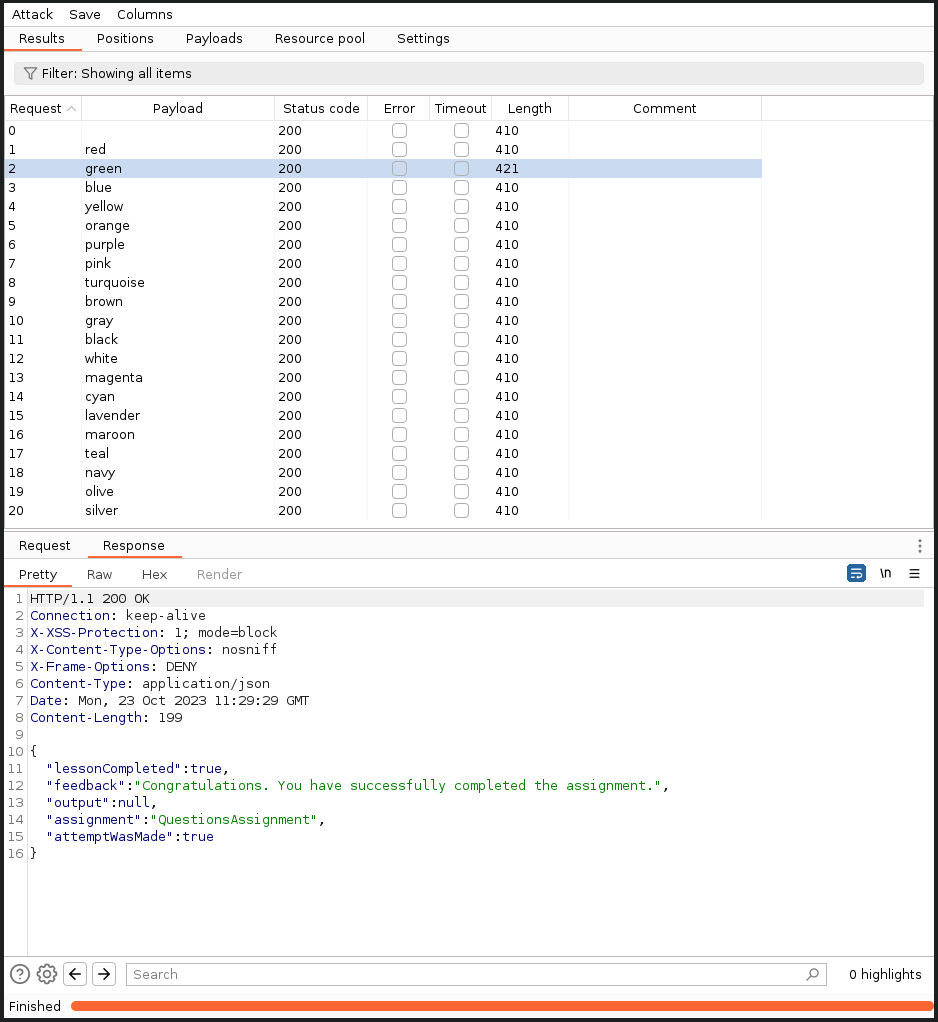 Attack Save Columns
Results Positions Payloads Resource pool Settings
Filter: Showing all items
Request Payload Status code Error Timeout Length Comment
0 200 410
1 red 200 410
2 green 200 421
3 blue 200 410
4 yellow 200 410
5 orange 200 410
6 purple 200 410
7 pink 200 410
8 turquoise 200 410
9 brown 200 410
10 gray 200 410
11 black 200 410
12 white 200 410
13 magenta 200 410
14 cyan 200 410
15 lavender 200 410
16 maroon 200 410
17 teal 200 410
18 navy 200 410
19 olive 200 410
20 silver 200 410
Request Response
Pretty Raw Hex Render \n
1 HTTP/1.1 200 OK
2 Connection: keep-alive
3 X-XSS-Protection: 1; mode=block
4 X-Content-Type-Options: nosniff
5 X-Frame-Options: DENY
6 Content-Type: application/json
7 Date: Mon, 23 Oct 2023 11:29:29 GMT
8 Content-Length: 199
9
10 {
11 "lessonCompleted":true,
12 "feedback":"Congratulations. You have successfully completed the assignment.",
13 "output":null,
14 "assignment":"QuestionsAssignment",
15 "attemptWasMade":true
16 }
? Search 0 highlights
Finished